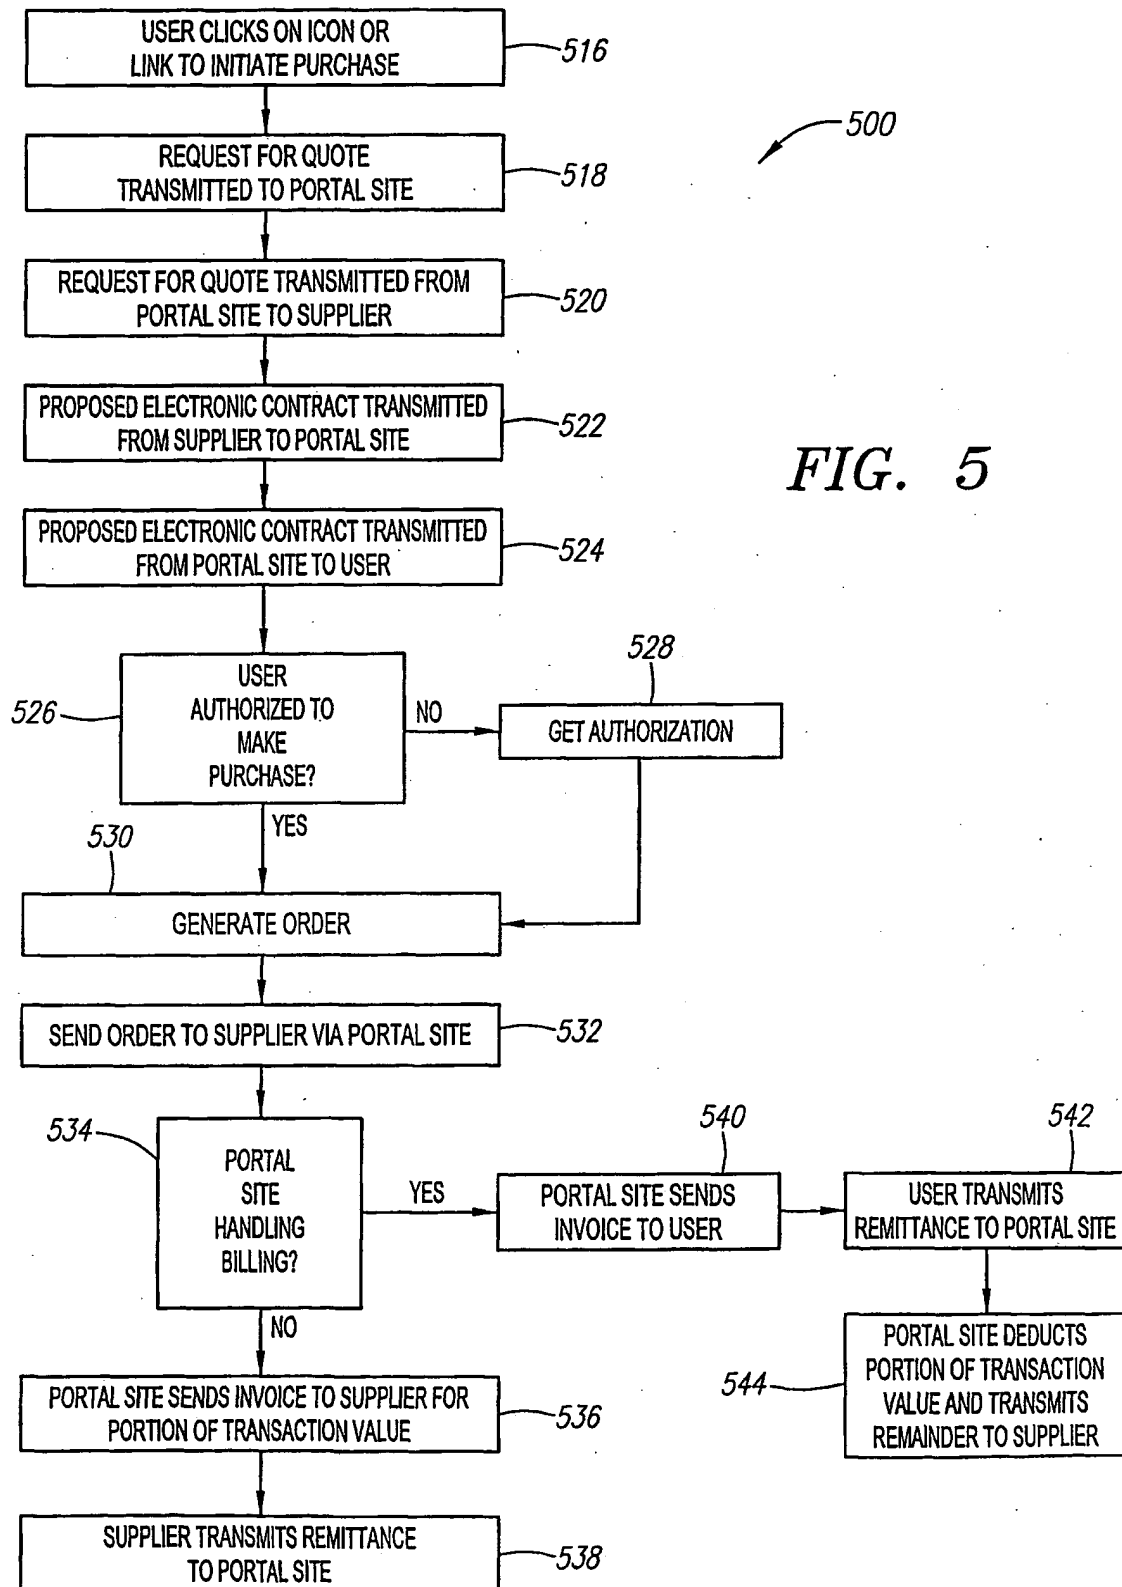 USER CLICKS ON ICON OR
LINK TO INITIATE PURCHASE
516
500
REQUEST FOR QUOTE
TRANSMITTED TO PORTAL SITE
518
REQUEST FOR QUOTE TRANSMITTED FROM
PORTAL SITE TO SUPPLIER
520
PROPOSED ELECTRONIC CONTRACT TRANSMITTED
FROM SUPPLIER TO PORTAL SITE
522
FIG. 5
PROPOSED ELECTRONIC CONTRACT TRANSMITTED
FROM PORTAL SITE TO USER
524
526
USER
AUTHORIZED TO
MAKE
PURCHASE?
NO
528
GET AUTHORIZATION
YES
530
GENERATE ORDER
SEND ORDER TO SUPPLIER VIA PORTAL SITE
532
534
PORTAL
SITE
HANDLING
BILLING?
YES
540
PORTAL SITE SENDS
INVOICE TO USER
542
USER TRANSMITS
REMITTANCE TO PORTAL SITE
544
PORTAL SITE DEDUCTS
PORTION OF TRANSACTION
VALUE AND TRANSMITS
REMAINDER TO SUPPLIER
NO
PORTAL SITE SENDS INVOICE TO SUPPLIER FOR
PORTION OF TRANSACTION VALUE
536
SUPPLIER TRANSMITS REMITTANCE
TO PORTAL SITE
538